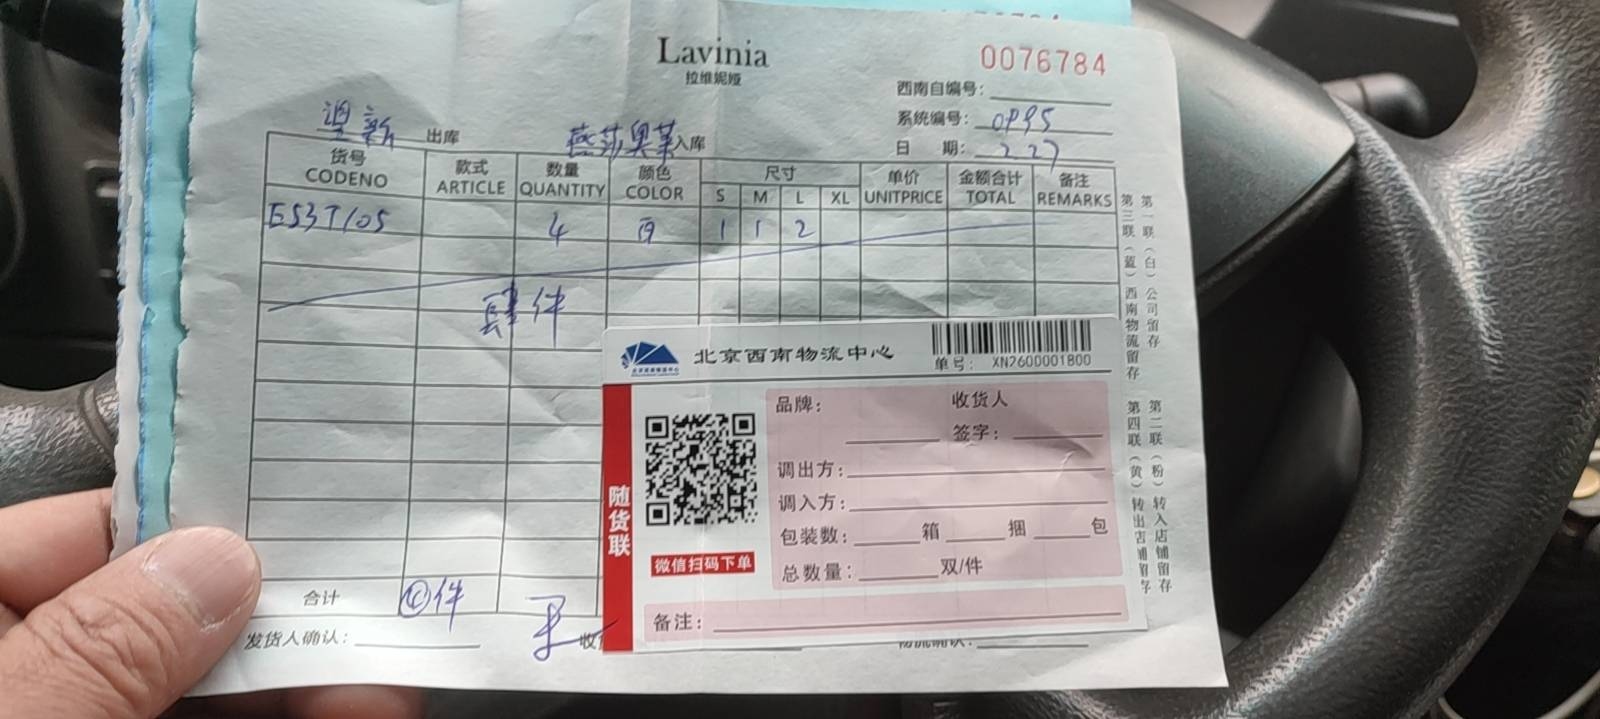 Lavinia
拉维妮娅
0076784
西南自编号:
系统编号: 0995
日 期: 2.27
出库
燕莎奥莱入库
货号 款式 数量 颜色 尺寸 单价 金额合计 备注
CODENO ARTICLE QUANTITY COLOR S M L XL UNITPRICE TOTAL REMARKS
E53T105 4 白 1 1 2
肆件
合计 ④件
发货人确认:
收
北京西南物流中心
单号: XN2600001800
品牌: 收货人
签字:
调出方:
调入方:
包装数: 箱 捆 包
总数量: 双/件
备注:
随货联
微信扫码下单
第一联(白)公司留存
第二联(粉)转入店铺留存
第三联(蓝)西南物流留存
第四联(黄)转出店铺留存